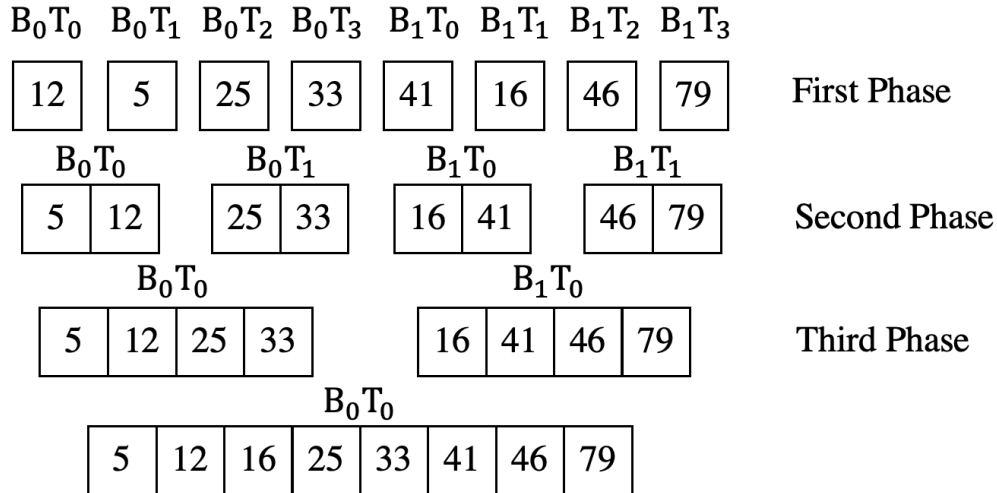 B₀T₀ B₀T₁ B₀T₂ B₀T₃ B₁T₀ B₁T₁ B₁T₂ B₁T₃
12 5 25 33 41 16 46 79 First Phase
B₀T₀ B₀T₁ B₁T₀ B₁T₁
5 12 25 33 16 41 46 79 Second Phase
B₀T₀ B₁T₀
5 12 25 33 16 41 46 79 Third Phase
B₀T₀
5 12 16 25 33 41 46 79